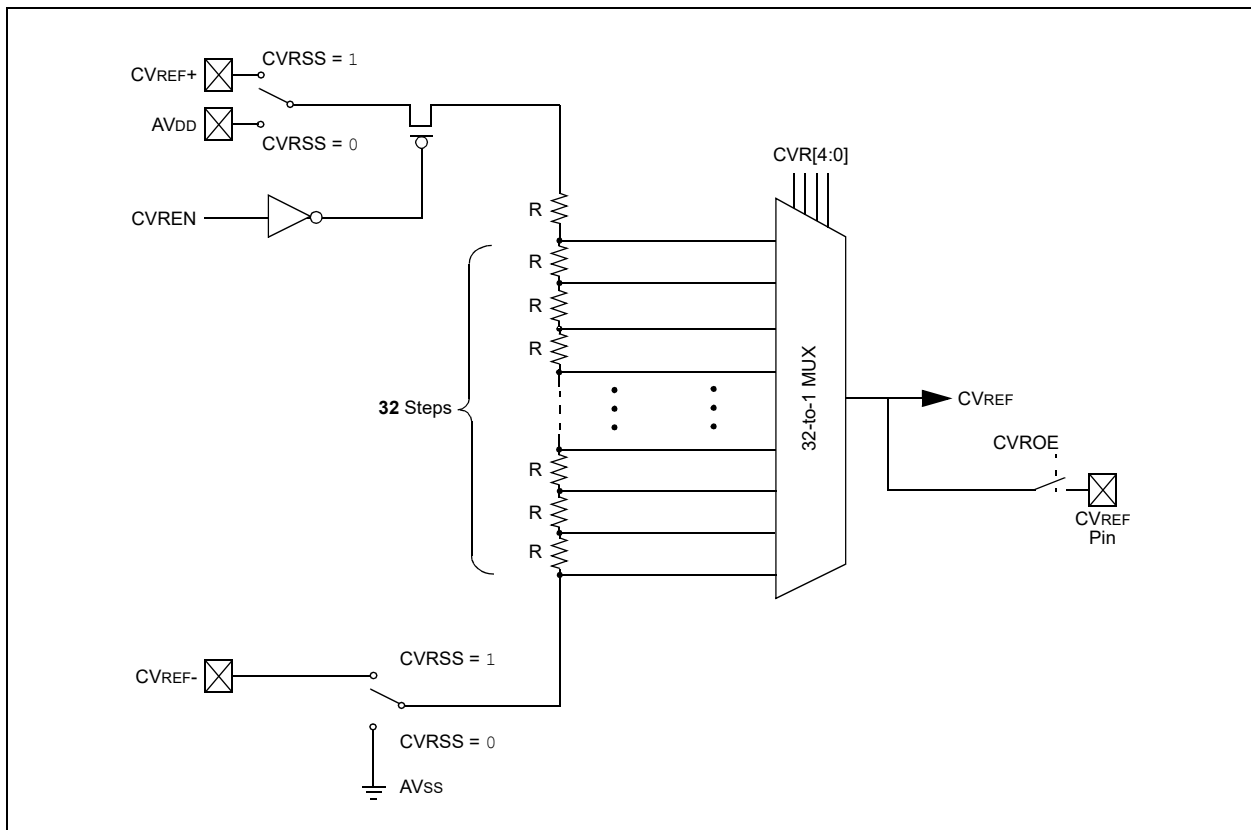 CVREF+
CVRSS = 1
AVDD
CVRSS = 0
CVREN
CVR[4:0]
R
R
R
R
32 Steps
R
R
R
32-to-1 MUX
CVREF
CVROE
CVREF
Pin
CVREF-
CVRSS = 1
CVRSS = 0
AVSS